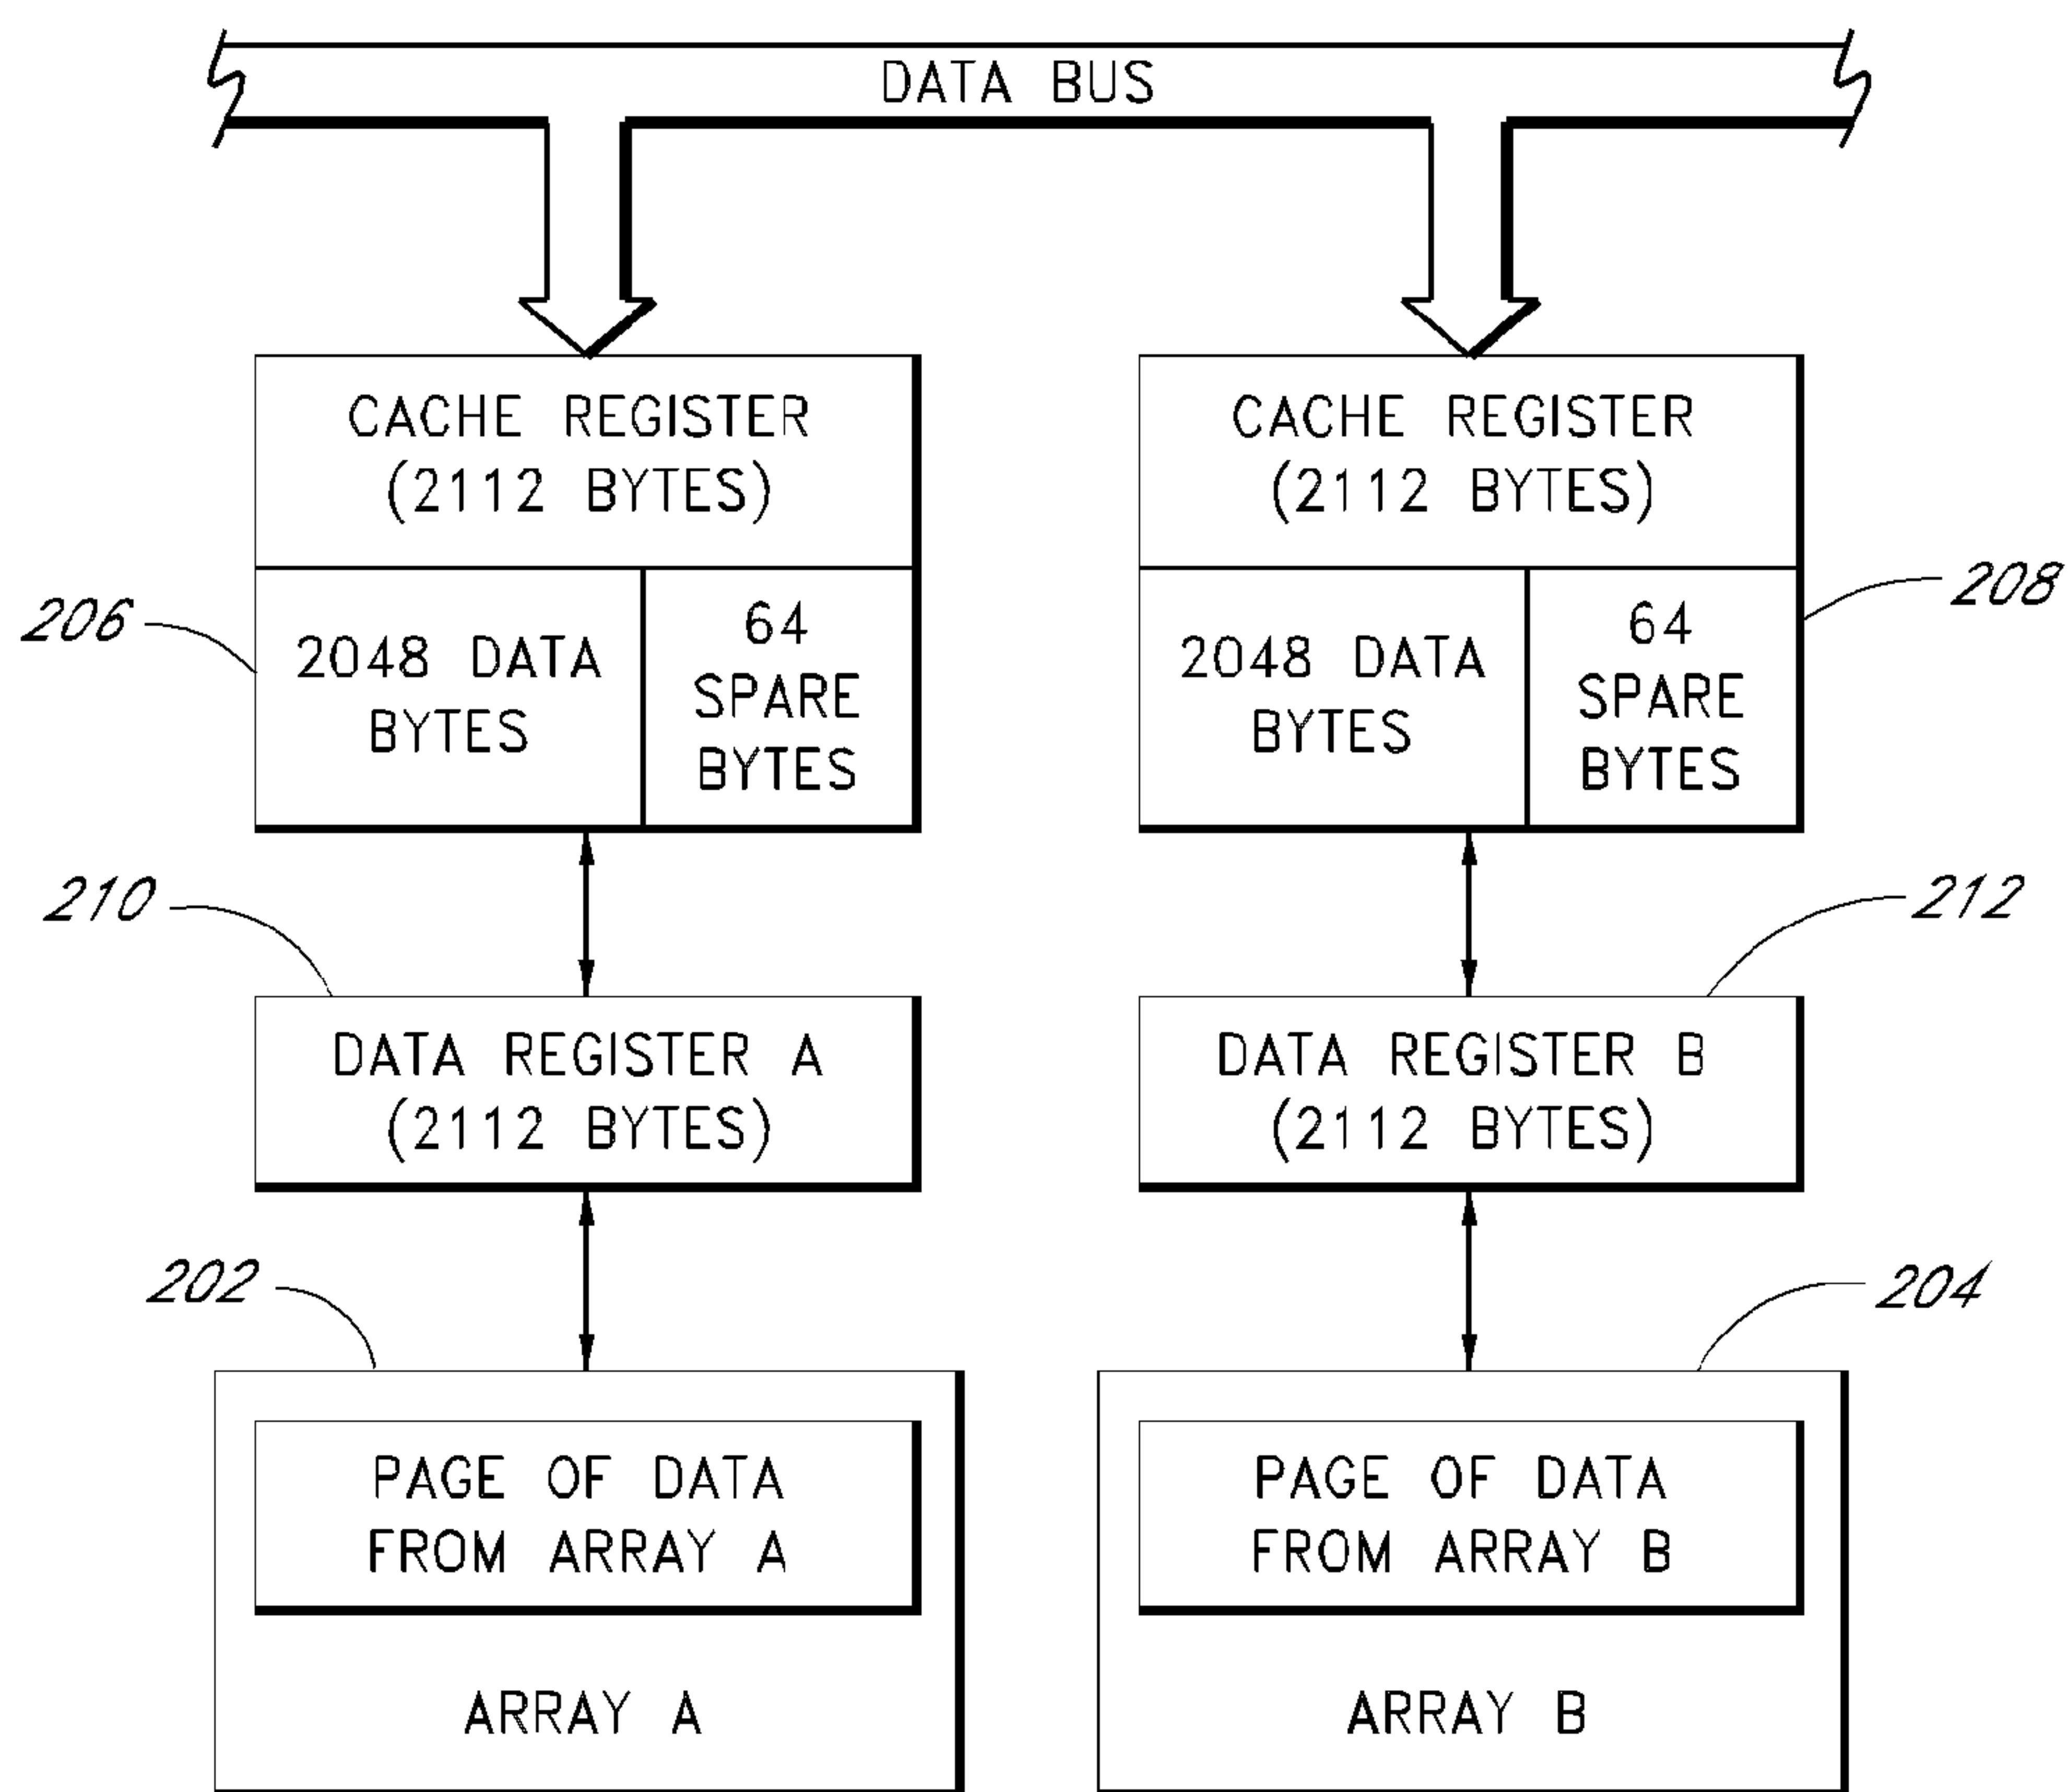 DATA BUS
CACHE REGISTER
(2112 BYTES)
206
2048 DATA
BYTES
64
SPARE
BYTES
CACHE REGISTER
(2112 BYTES)
208
2048 DATA
BYTES
64
SPARE
BYTES
210
DATA REGISTER A
(2112 BYTES)
212
DATA REGISTER B
(2112 BYTES)
202
PAGE OF DATA
FROM ARRAY A
ARRAY A
204
PAGE OF DATA
FROM ARRAY B
ARRAY B